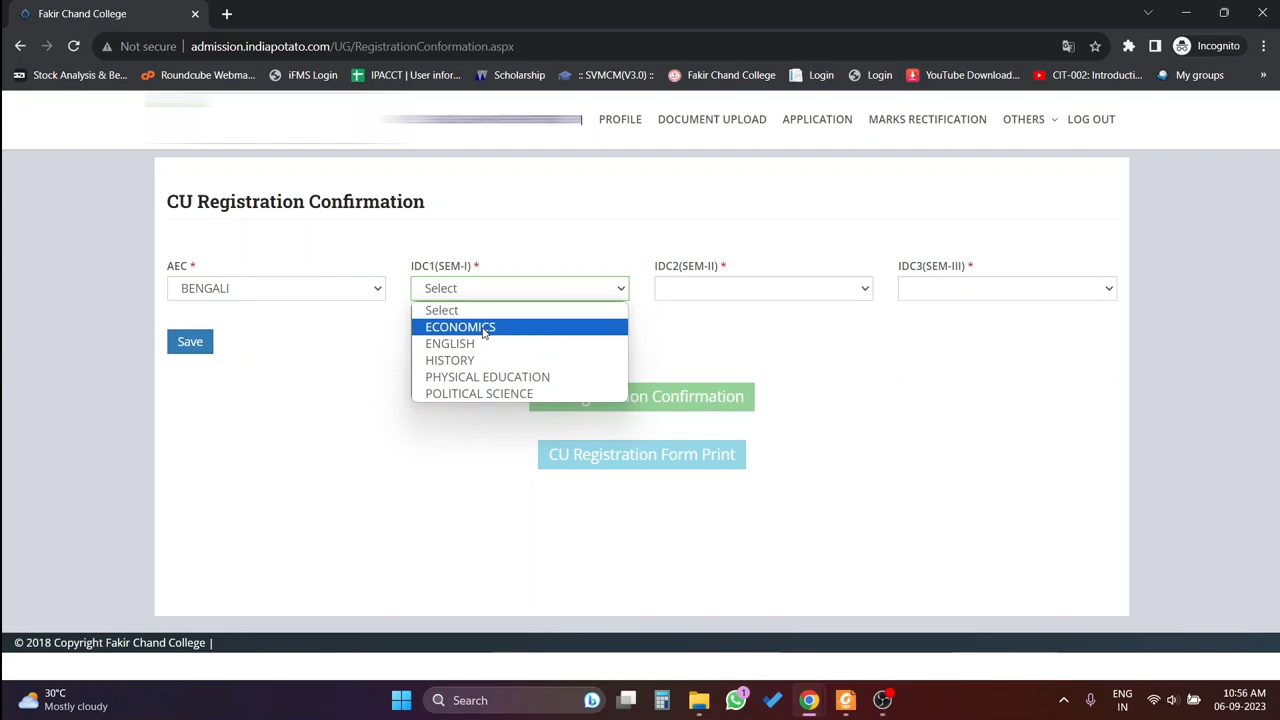 Fakir Chand College
Not secure admission.indiapotato.com/UG/RegistrationConformation.aspx Incognito
Stock Analysis & Be... Roundcube Webma... iFMS Login IPACCT | User infor... Scholarship :: SVMCM(V3.0) :: Fakir Chand College Login Login YouTube Download... CIT-002: Introducti... My groups
PROFILE DOCUMENT UPLOAD APPLICATION MARKS RECTIFICATION OTHERS LOG OUT
CU Registration Confirmation
AEC * IDC1(SEM-I) * IDC2(SEM-II) * IDC3(SEM-III) *
BENGALI Select
Select
ECONOMICS
ENGLISH
HISTORY
PHYSICAL EDUCATION
POLITICAL SCIENCE
Save
on Confirmation
CU Registration Form Print
© 2018 Copyright Fakir Chand College |
30°C
Mostly cloudy
Search
1
ENG
IN
10:56 AM
06-09-2023